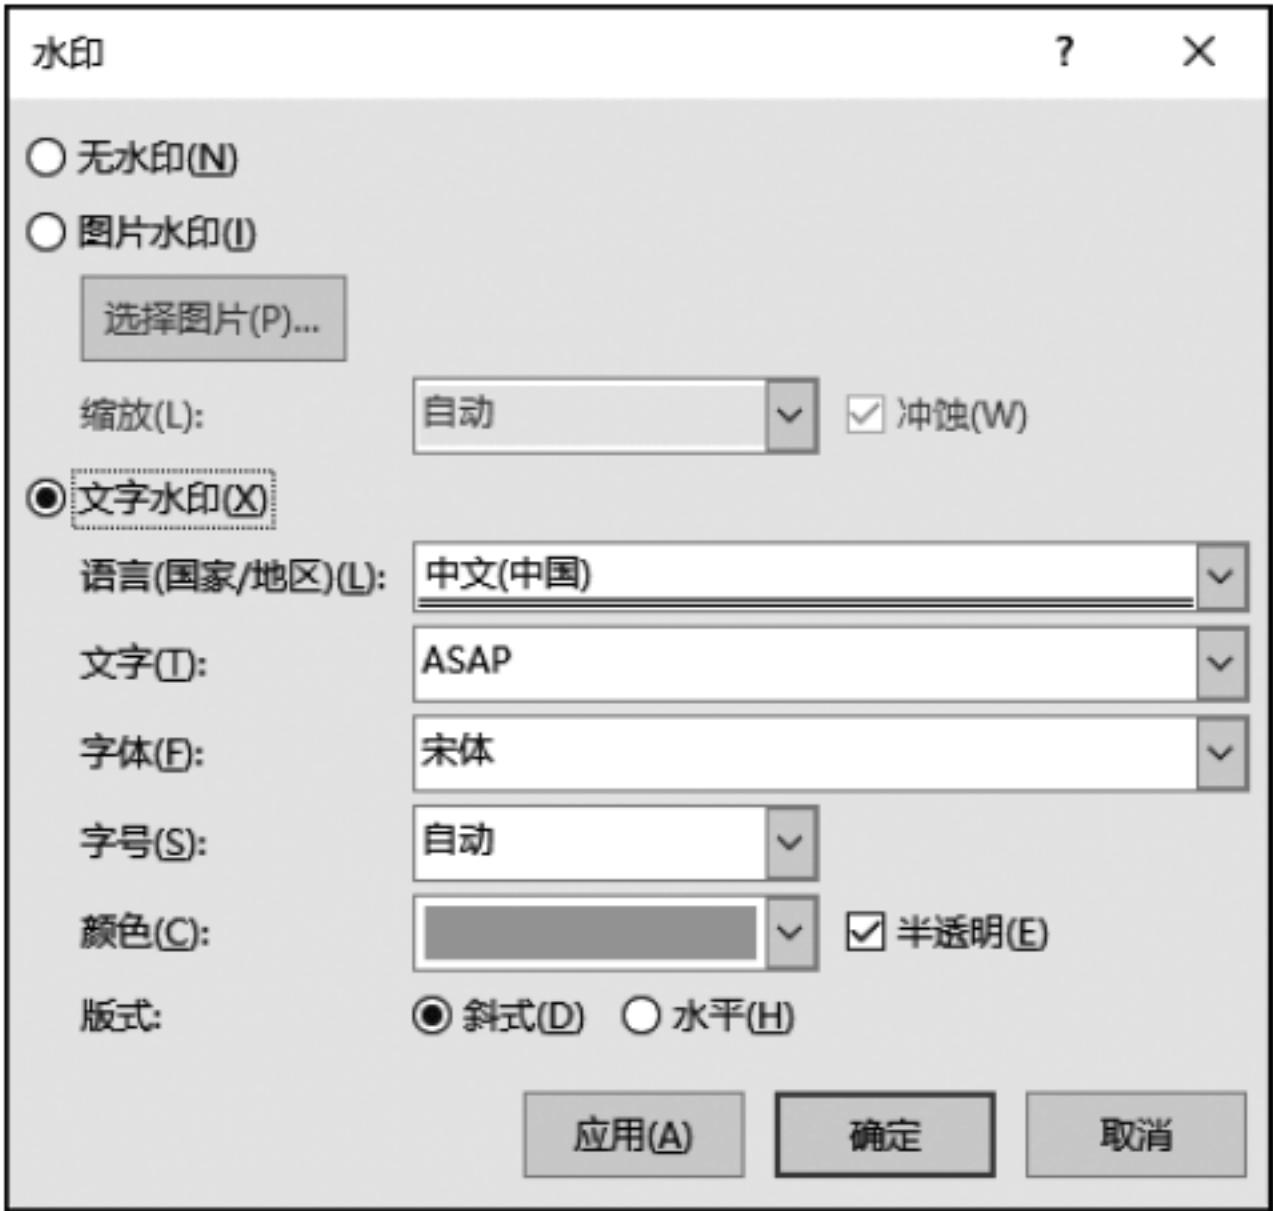 水印 ?
无水印(N)
图片水印(I)
选择图片(P)...
缩放(L): 自动 冲蚀(W)
文字水印(X)
语言(国家/地区)(L): 中文(中国)
文字(T): ASAP
字体(F): 宋体
字号(S): 自动
颜色(C): 半透明(E)
版式: 斜式(D) 水平(H)
应用(A) 确定 取消